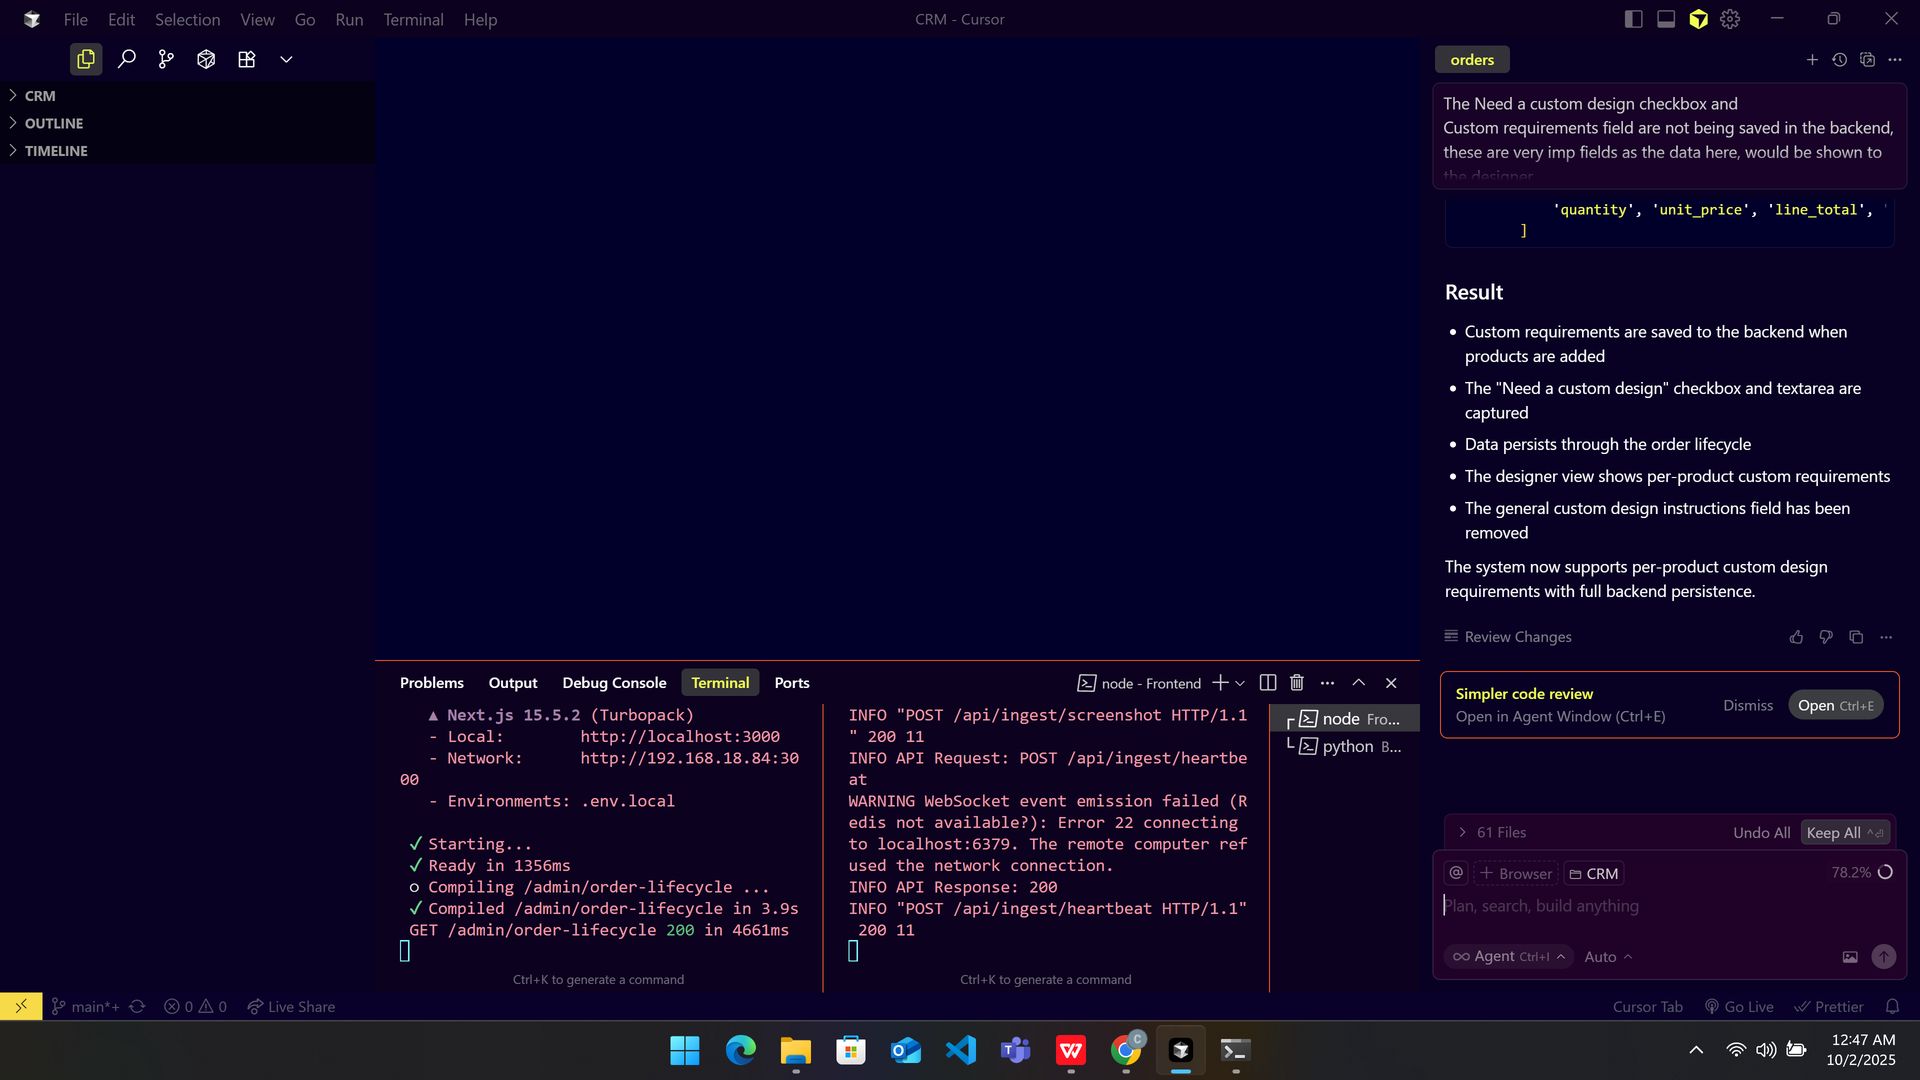 File Edit Selection View Go Run Terminal Help
CRM - Cursor
CRM
OUTLINE
TIMELINE
orders
The Need a custom design checkbox and
Custom requirements field are not being saved in the backend,
these are very imp fields as the data here, would be shown to
the designer
'quantity', 'unit_price', 'line_total', '
]
Result
• Custom requirements are saved to the backend when
products are added
• The "Need a custom design" checkbox and textarea are
captured
• Data persists through the order lifecycle
• The designer view shows per-product custom requirements
• The general custom design instructions field has been
removed
The system now supports per-product custom design
requirements with full backend persistence.
Review Changes
Simpler code review
Open in Agent Window (Ctrl+E)
Dismiss
Open Ctrl+E
61 Files
Undo All
Keep All
@ + Browser CRM
78.2%
Plan, search, build anything
Agent Ctrl+I
Auto
Problems Output Debug Console Terminal Ports
node - Frontend
▲ Next.js 15.5.2 (Turbopack)
- Local: http://localhost:3000
- Network: http://192.168.18.84:30
00
- Environments: .env.local
✓ Starting...
✓ Ready in 1356ms
○ Compiling /admin/order-lifecycle ...
✓ Compiled /admin/order-lifecycle in 3.9s
GET /admin/order-lifecycle 200 in 4661ms
Ctrl+K to generate a command
INFO "POST /api/ingest/screenshot HTTP/1.1
" 200 11
INFO API Request: POST /api/ingest/heartbe
at
WARNING WebSocket event emission failed (R
edis not available?): Error 22 connecting
to localhost:6379. The remote computer ref
used the network connection.
INFO API Response: 200
INFO "POST /api/ingest/heartbeat HTTP/1.1"
200 11
Ctrl+K to generate a command
node Fro...
python B...
main*+
0
0
Live Share
Cursor Tab
Go Live
Prettier
12:47 AM
10/2/2025